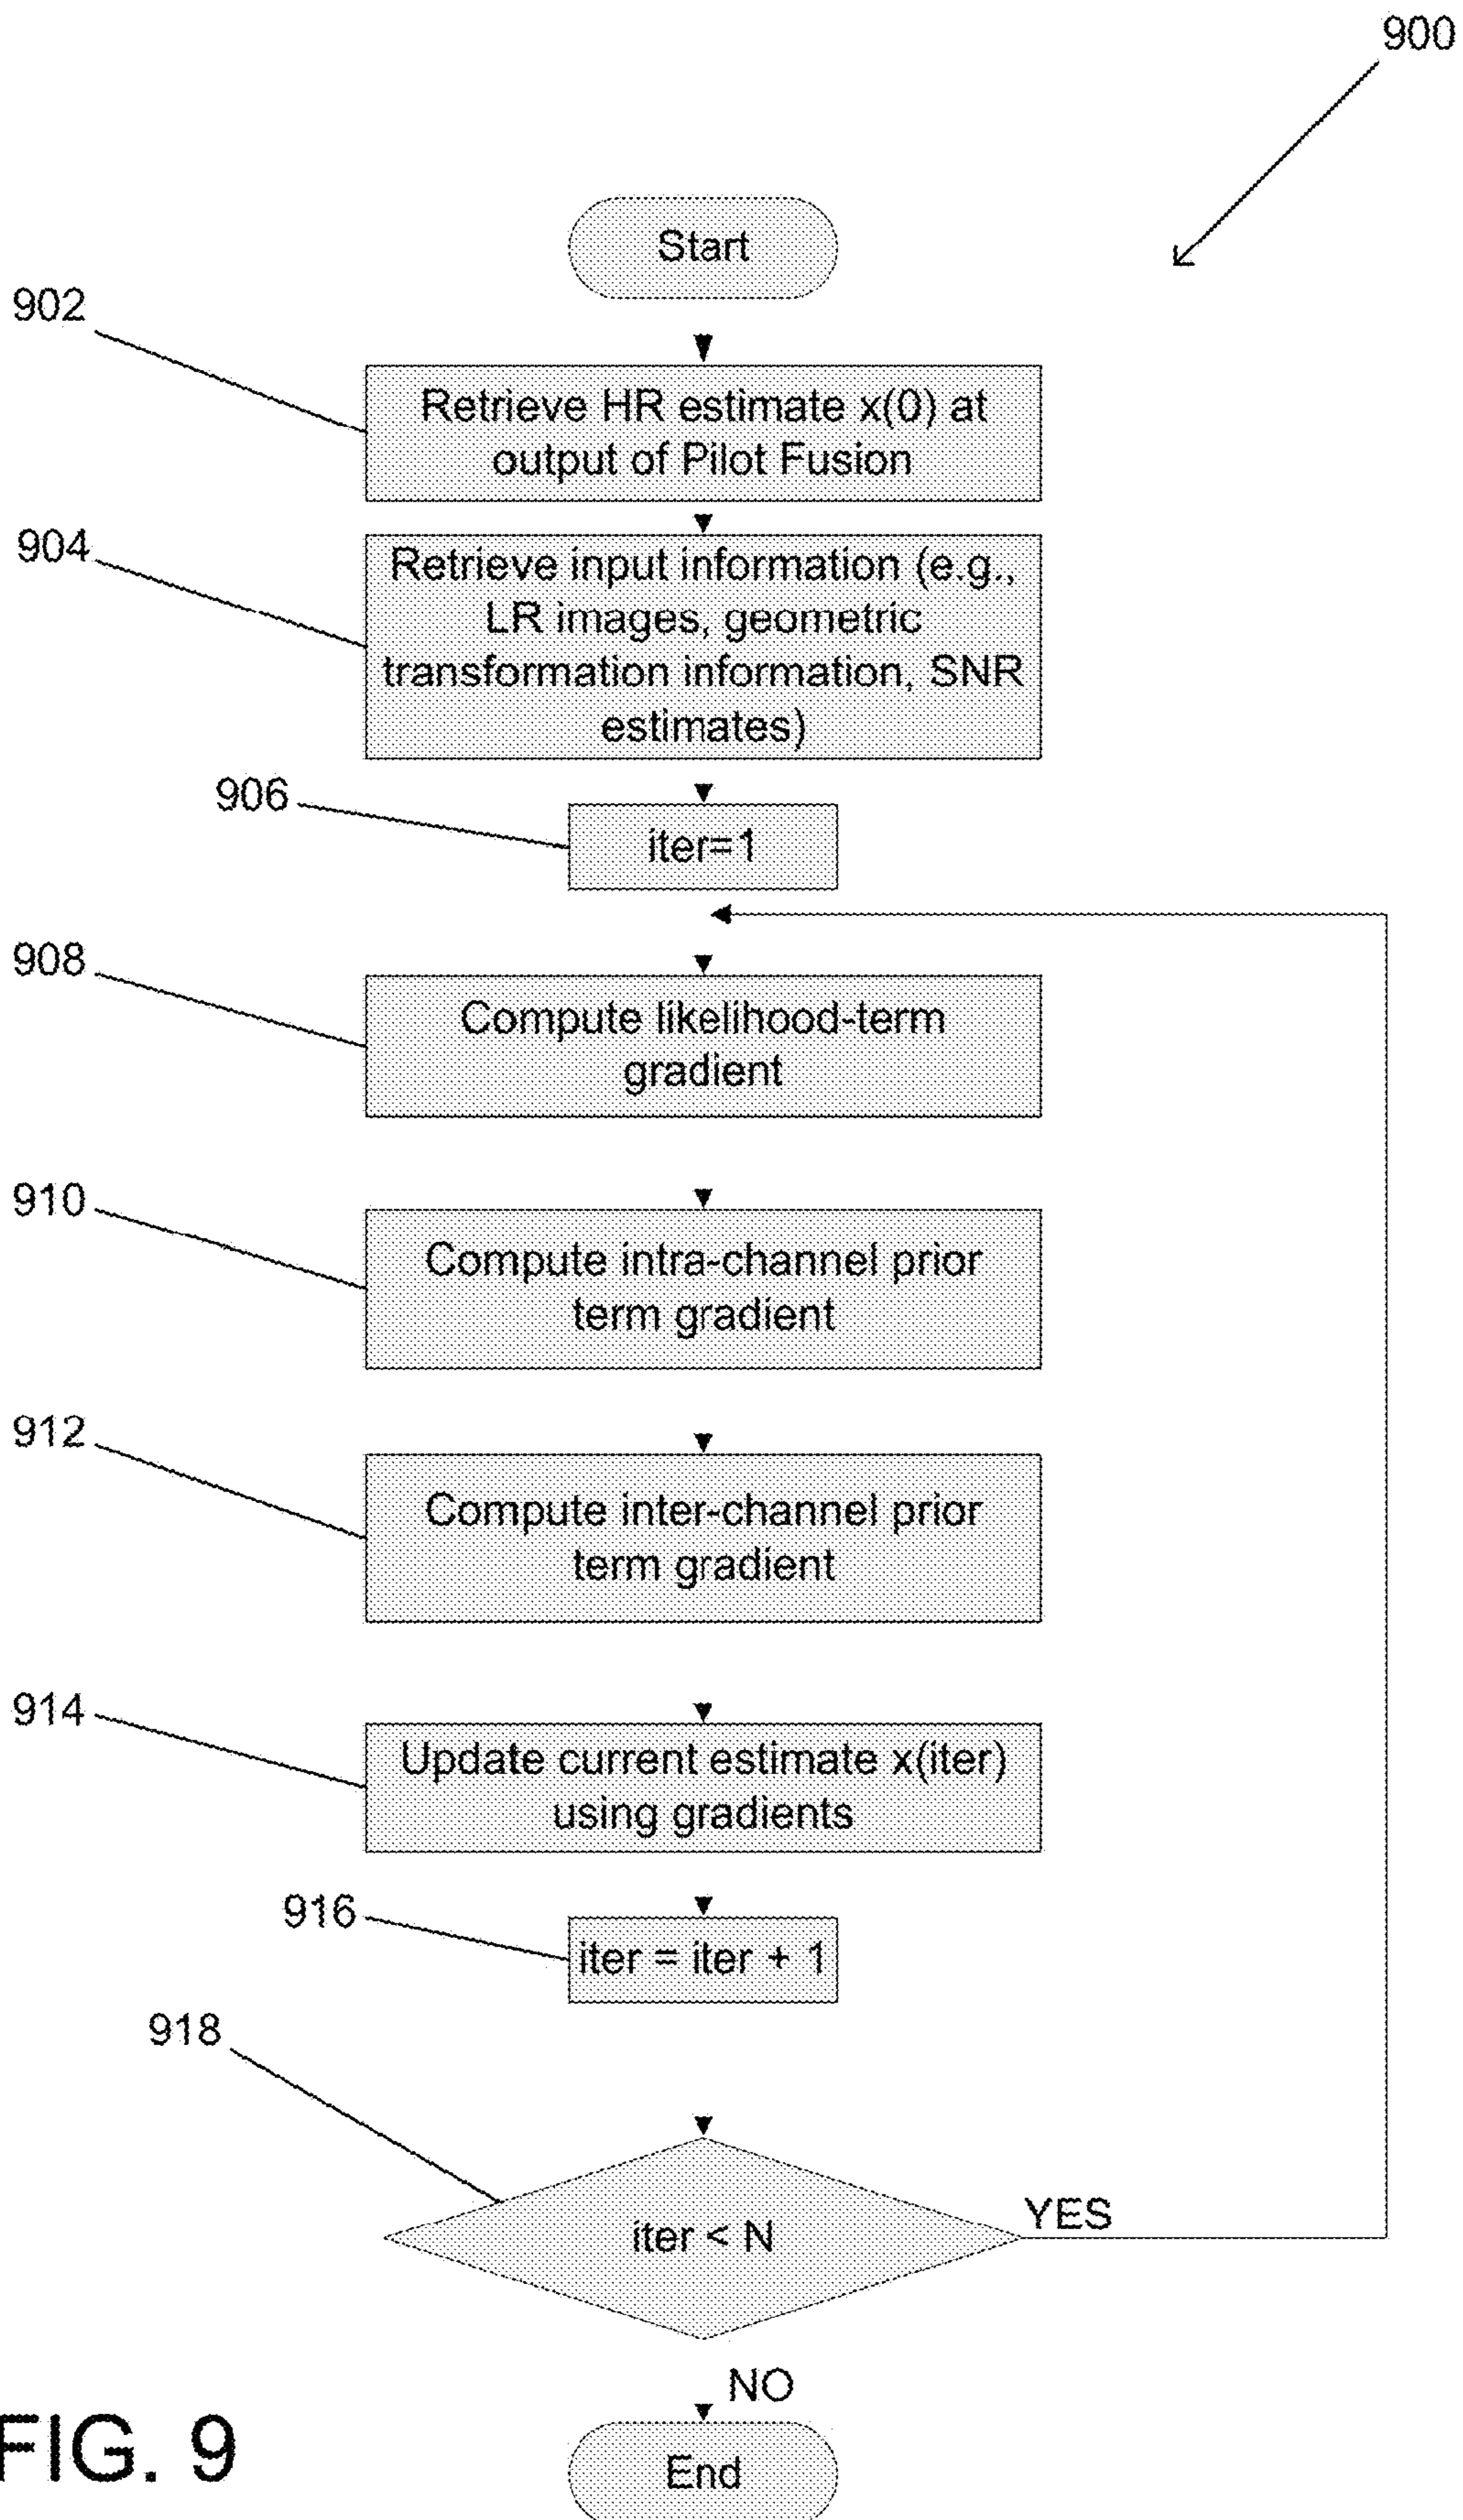 900
Start
902
Retrieve HR estimate x(0) at
output of Pilot Fusion
904
Retrieve input information (e.g.,
LR images, geometric
transformation information, SNR
estimates)
906
iter=1
908
Compute likelihood-term
gradient
910
Compute intra-channel prior
term gradient
912
Compute inter-channel prior
term gradient
914
Update current estimate x(iter)
using gradients
916
iter = iter + 1
918
iter < N
YES
NO
End
FIG. 9